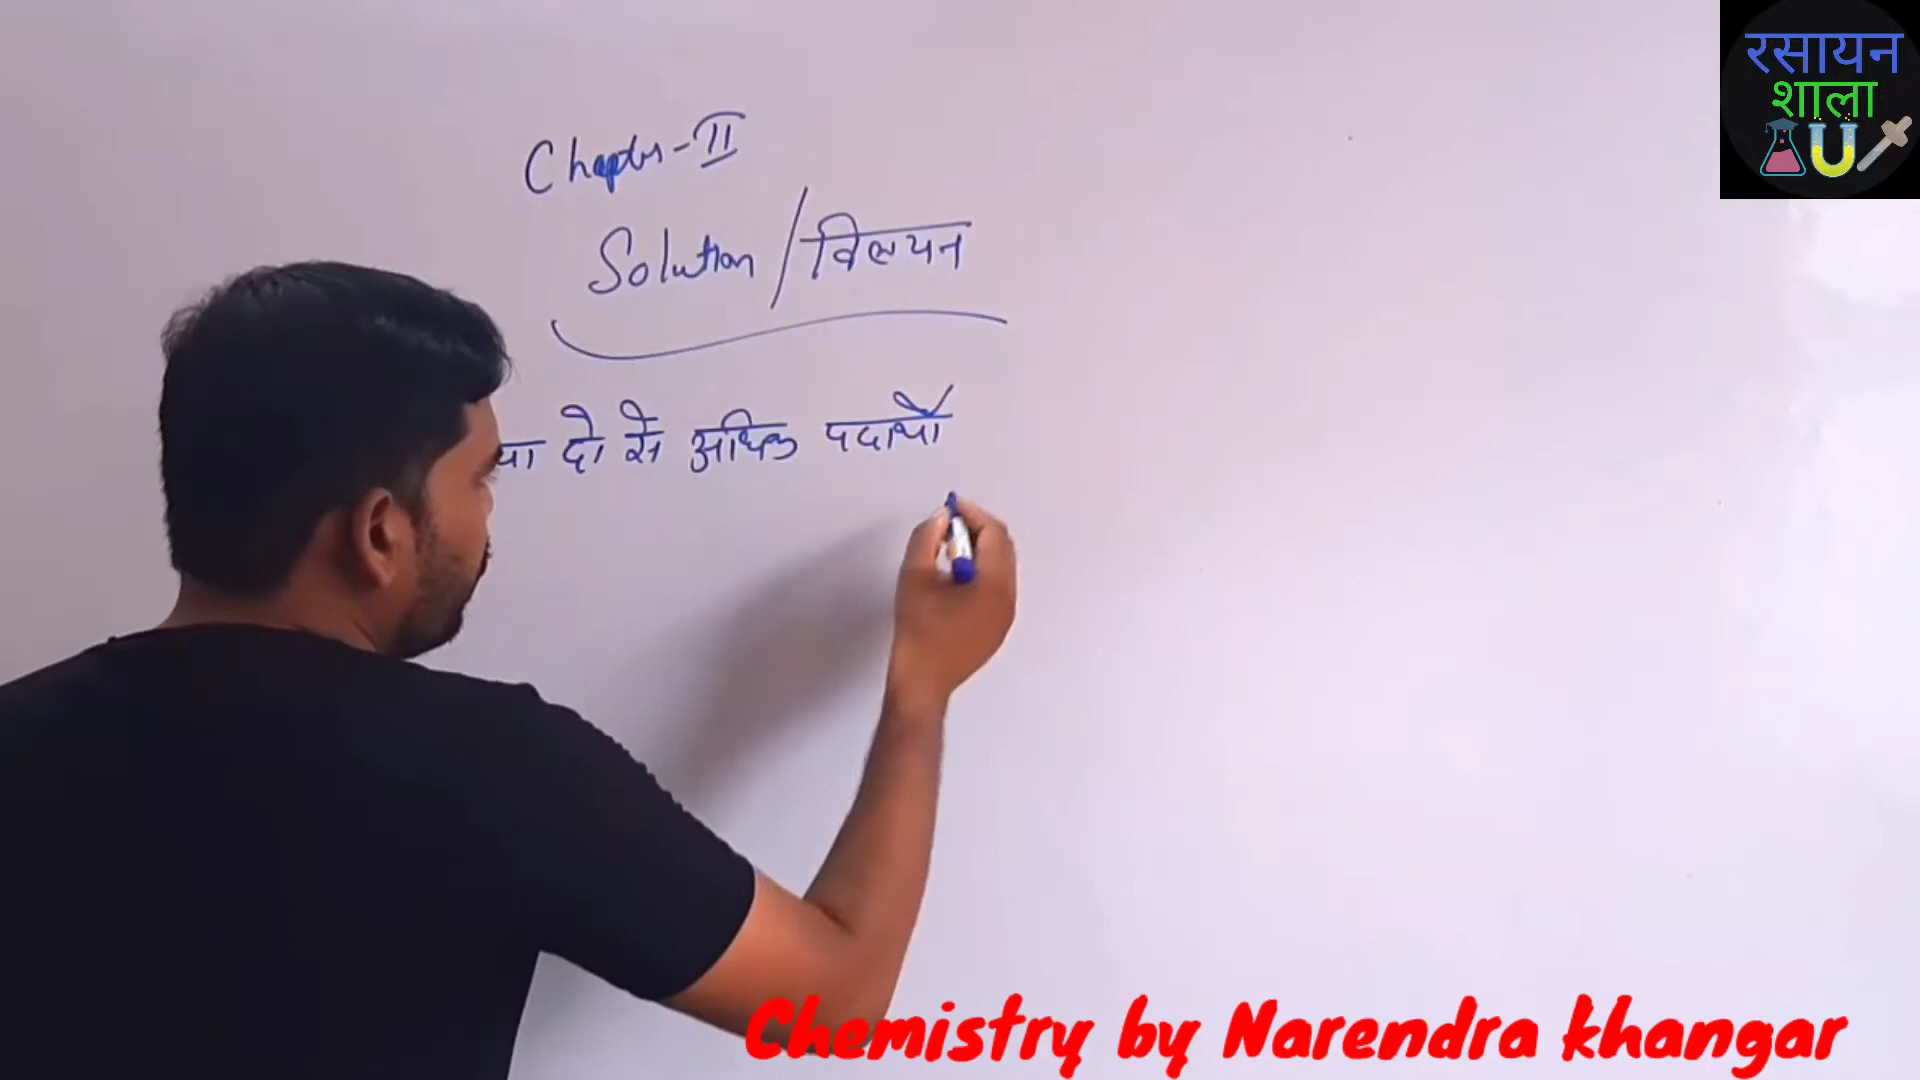 रसायन
शाला
Chapter-II
Solution/विलयन
या दो से अधिक पदार्थों
Chemistry by Narendra khangar